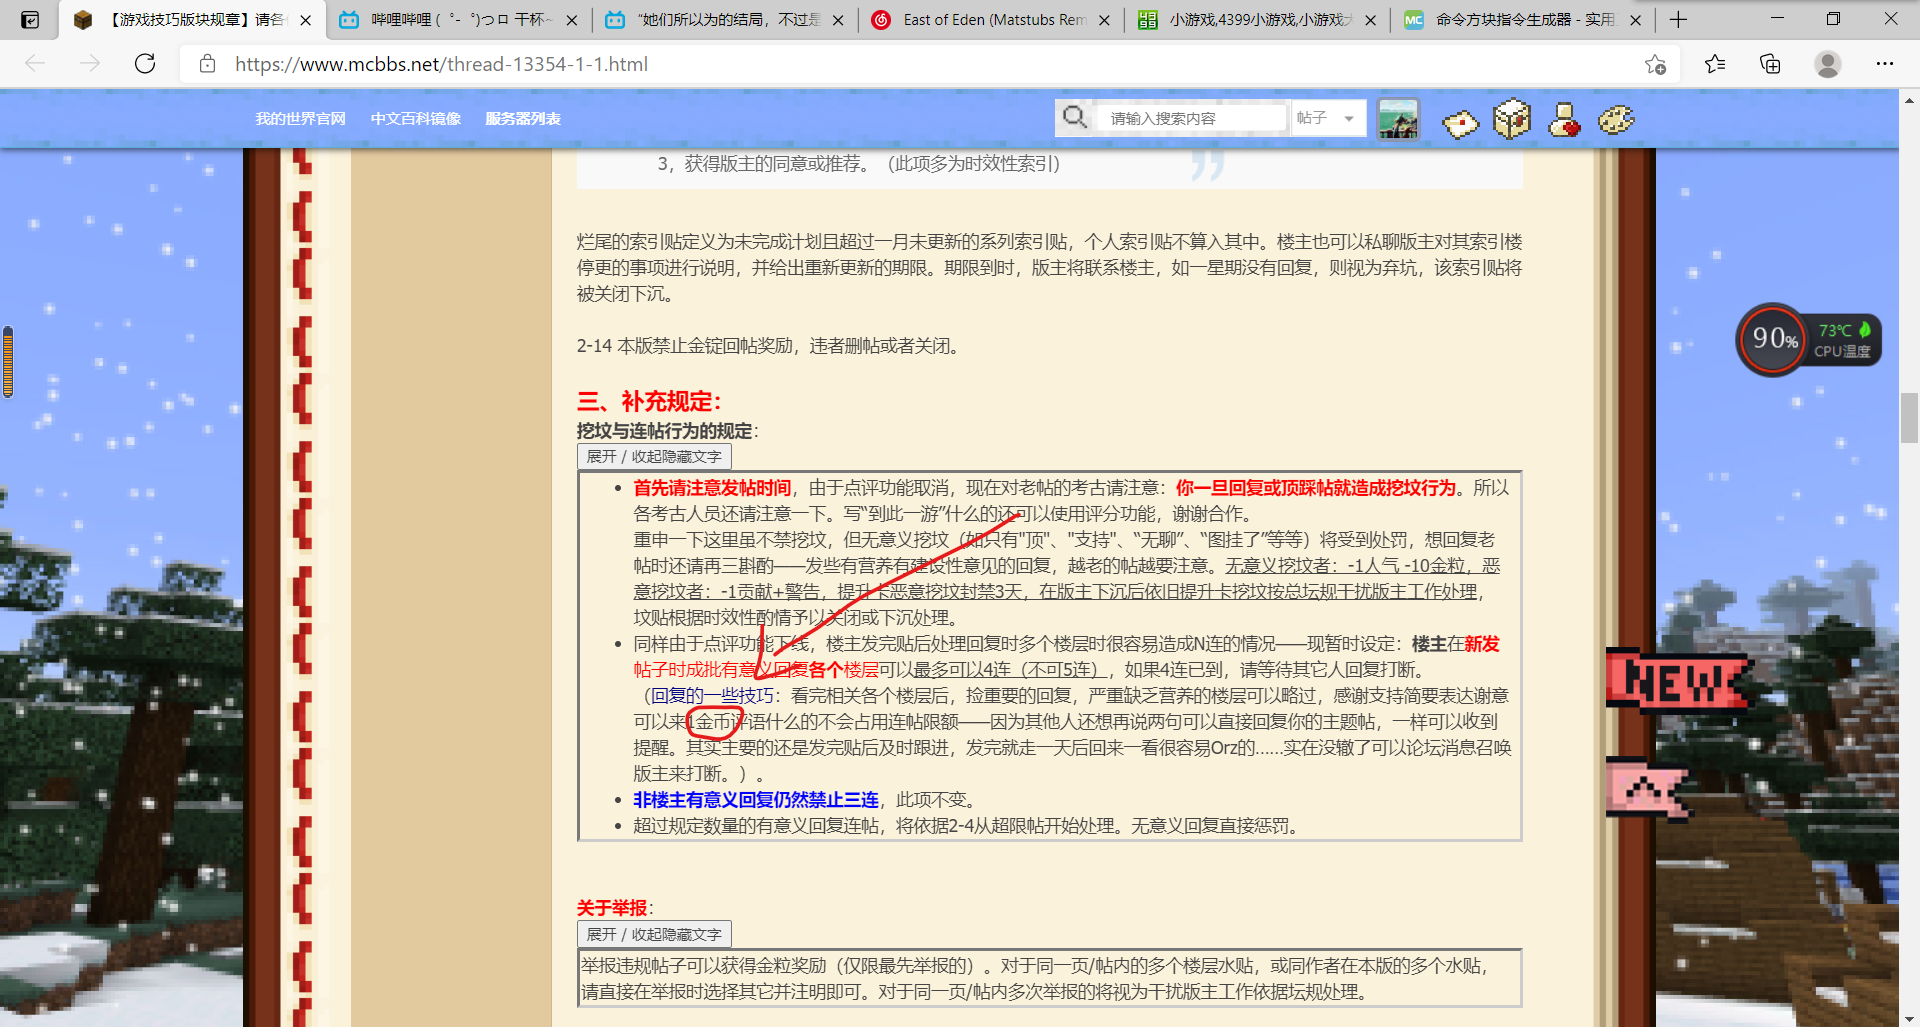 【游戏技巧版块规章】请各
哔哩哔哩 (゜-゜)つロ 干杯~
“她们所以为的结局，不过是
East of Eden (Matstubs Rem
小游戏,4399小游戏,小游戏大
命令方块指令生成器 - 实用
https://www.mcbbs.net/thread-13354-1-1.html
我的世界官网 中文百科镜像 服务器列表
请输入搜索内容 帖子
3，获得版主的同意或推荐。（此项多为时效性索引）
烂尾的索引贴定义为未完成计划且超过一月未更新的系列索引贴，个人索引贴不算入其中。楼主也可以私聊版主对其索引楼
停更的事项进行说明，并给出重新更新的期限。期限到时，版主将联系楼主，如一星期没有回复，则视为弃坑，该索引贴将
被关闭下沉。
90%
73℃
CPU温度
2-14 本版禁止金锭回帖奖励，违者删帖或者关闭。
三、补充规定：
挖坟与连帖行为的规定：
展开 / 收起隐藏文字
首先请注意发帖时间，由于点评功能取消，现在对老帖的考古请注意：你一旦回复或顶踩帖就造成挖坟行为。所以
各考古人员还请注意一下。写“到此一游”什么的还可以使用评分功能，谢谢合作。
重申一下这里虽不禁挖坟，但无意义挖坟（如只有"顶"、"支持"、“无聊”、“图挂了”等等）将受到处罚，想回复老
帖时还请再三斟酌——发些有营养有建设性意见的回复，越老的帖越要注意。无意义挖坟者：-1人气 -10金粒，恶
意挖坟者：-1贡献+警告，提升卡恶意挖坟封禁3天，在版主下沉后依旧提升卡挖坟按总坛规干扰版主工作处理，
坟贴根据时效性酌情予以关闭或下沉处理。
同样由于点评功能下线，楼主发完贴后处理回复时多个楼层时很容易造成N连的情况——现暂时设定：楼主在新发
帖子时成批有意义回复各个楼层可以最多可以4连（不可5连），如果4连已到，请等待其它人回复打断。
（回复的一些技巧：看完相关各个楼层后，捡重要的回复，严重缺乏营养的楼层可以略过，感谢支持简要表达谢意
可以来1金币评语什么的不会占用连帖限额——因为其他人还想再说两句可以直接回复你的主题帖，一样可以收到
提醒。其实主要的还是发完贴后及时跟进，发完就走一天后回来一看很容易Orz的……实在没辙了可以论坛消息召唤
版主来打断。）。
非楼主有意义回复仍然禁止三连，此项不变。
超过规定数量的有意义回复连帖，将依据2-4从超限帖开始处理。无意义回复直接惩罚。
NEW
关于举报：
展开 / 收起隐藏文字
举报违规帖子可以获得金粒奖励（仅限最先举报的）。对于同一页/帖内的多个楼层水贴，或同作者在本版的多个水贴，
请直接在举报时选择其它并注明即可。对于同一页/帖内多次举报的将视为干扰版主工作依据坛规处理。